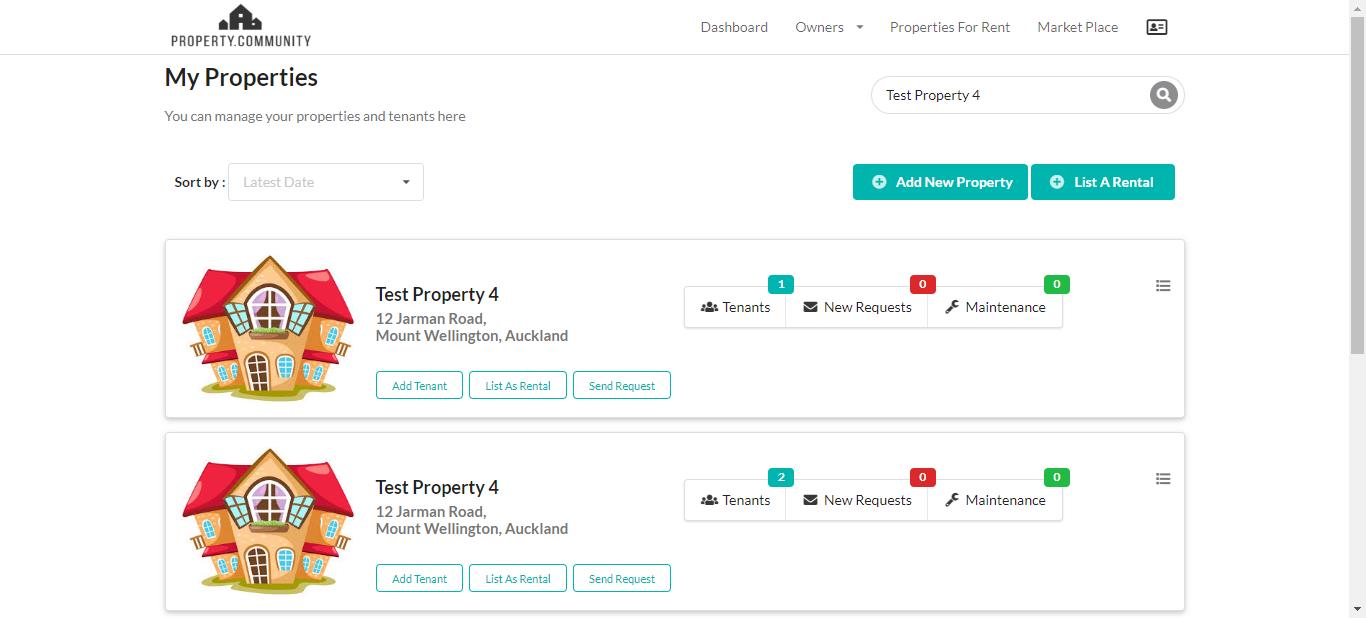 PROPERTY.COMMUNITY
Dashboard Owners Properties For Rent Market Place
My Properties
Test Property 4
You can manage your properties and tenants here
Sort by : Latest Date
Add New Property List A Rental
1 0 0
Test Property 4
Tenants New Requests Maintenance
12 Jarman Road,
Mount Wellington, Auckland
Add Tenant List As Rental Send Request
2 0 0
Test Property 4
Tenants New Requests Maintenance
12 Jarman Road,
Mount Wellington, Auckland
Add Tenant List As Rental Send Request